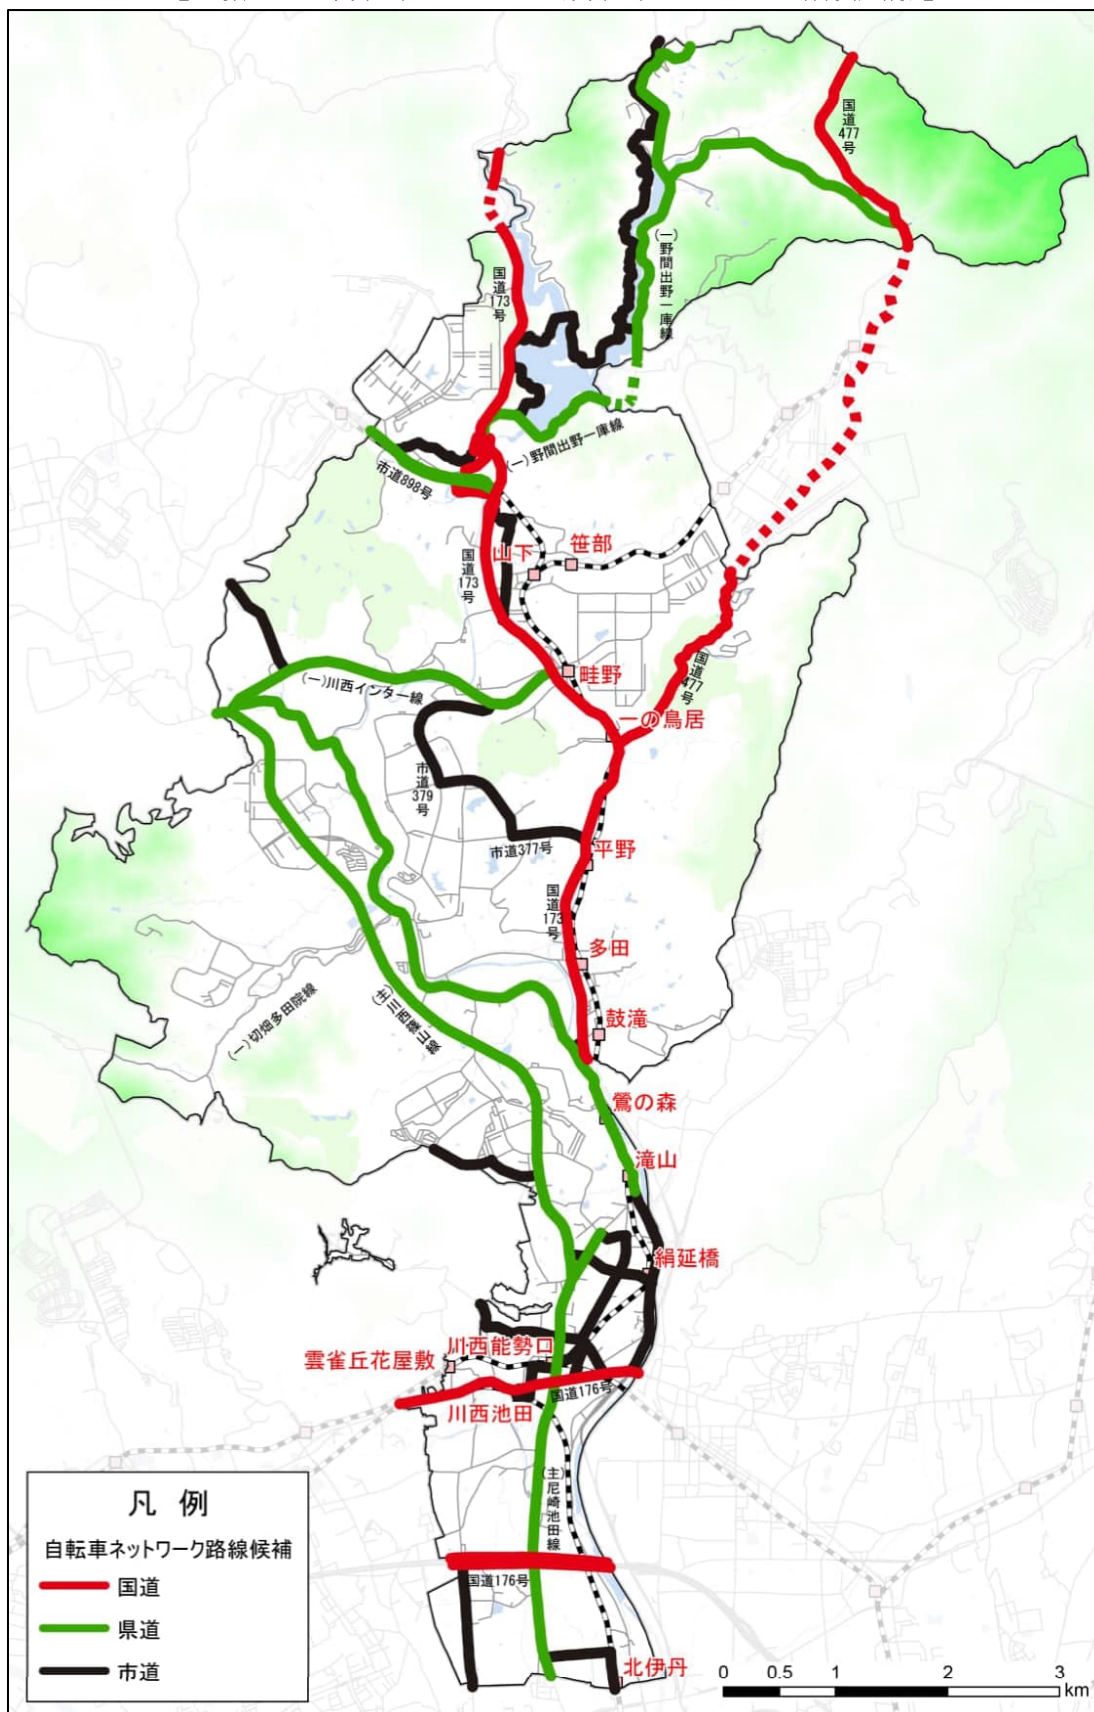 国道477号
国道173号
(一)野間出野一庫線
(一)野間出野一庫線
市道898号
笹部
山下
国道173号
畦野
国道477号
(一)川西インター線
一の鳥居
市道379号
市道377号
平野
国道173号
多田
(一)切畑多田院線
(主)川西篠山線
鼓滝
鶯の森
滝山
絹延橋
川西能勢口
雲雀丘花屋敷
国道176号
川西池田
(主)尼崎池田線
国道176号
北伊丹
凡 例
自転車ネットワーク路線候補
国道
県道
市道
0 0.5 1 2 3
km